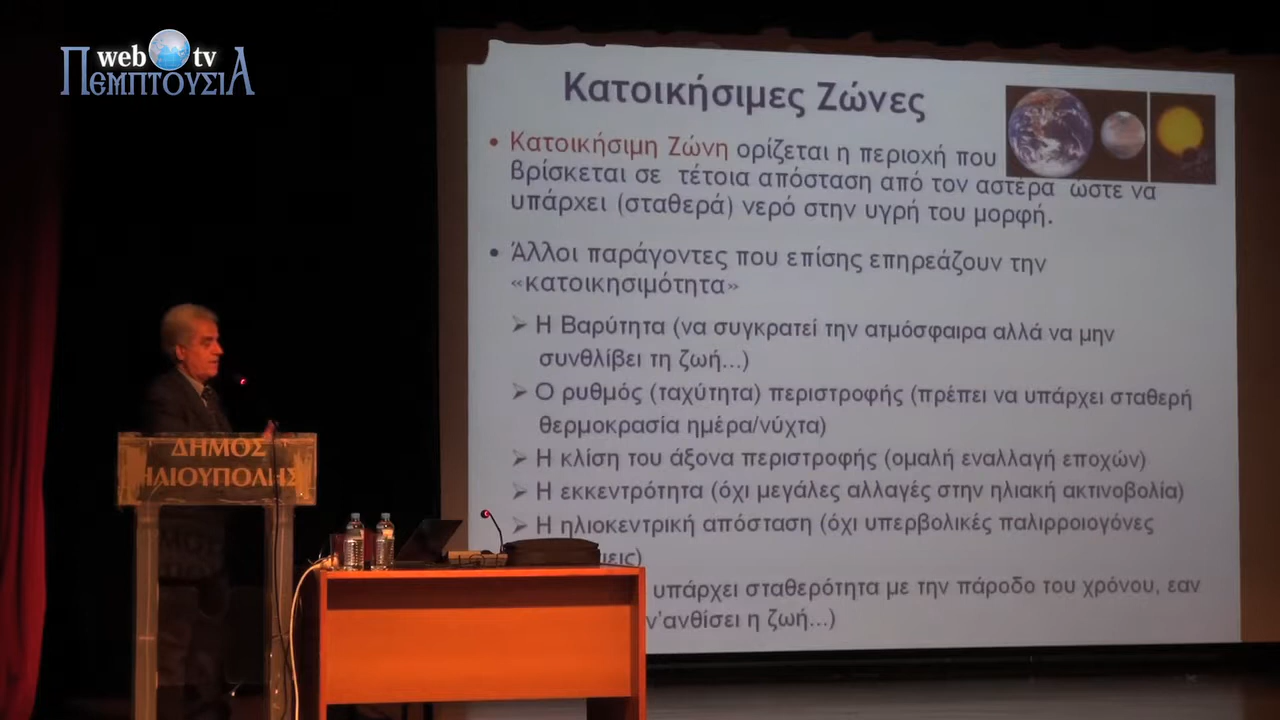 web tv
ΠΕΜΠΤΟΥΣΙΑ
Κατοικήσιμες Ζώνες
• Κατοικήσιμη Ζώνη ορίζεται η περιοχή που
βρίσκεται σε τέτοια απόσταση από τον αστέρα ώστε να
υπάρχει (σταθερά) νερό στην υγρή του μορφή.
• Άλλοι παράγοντες που επίσης επηρεάζουν την
«κατοικησιμότητα»
➢ Η Βαρύτητα (να συγκρατεί την ατμόσφαιρα αλλά να μην
συνθλίβει τη ζωή...)
➢ Ο ρυθμός (ταχύτητα) περιστροφής (πρέπει να υπάρχει σταθερή
θερμοκρασία ημέρα/νύχτα)
➢ Η κλίση του άξονα περιστροφής (ομαλή εναλλαγή εποχών)
➢ Η εκκεντρότητα (όχι μεγάλες αλλαγές στην ηλιακή ακτινοβολία)
➢ Η ηλιοκεντρική απόσταση (όχι υπερβολικές παλιρροιογόνες
υπάρχει σταθερότητα με την πάροδο του χρόνου, εαν
ν'ανθίσει η ζωή...)
ΔΗΜΟΣ
ΗΛΙΟΥΠΟΛΗΣ